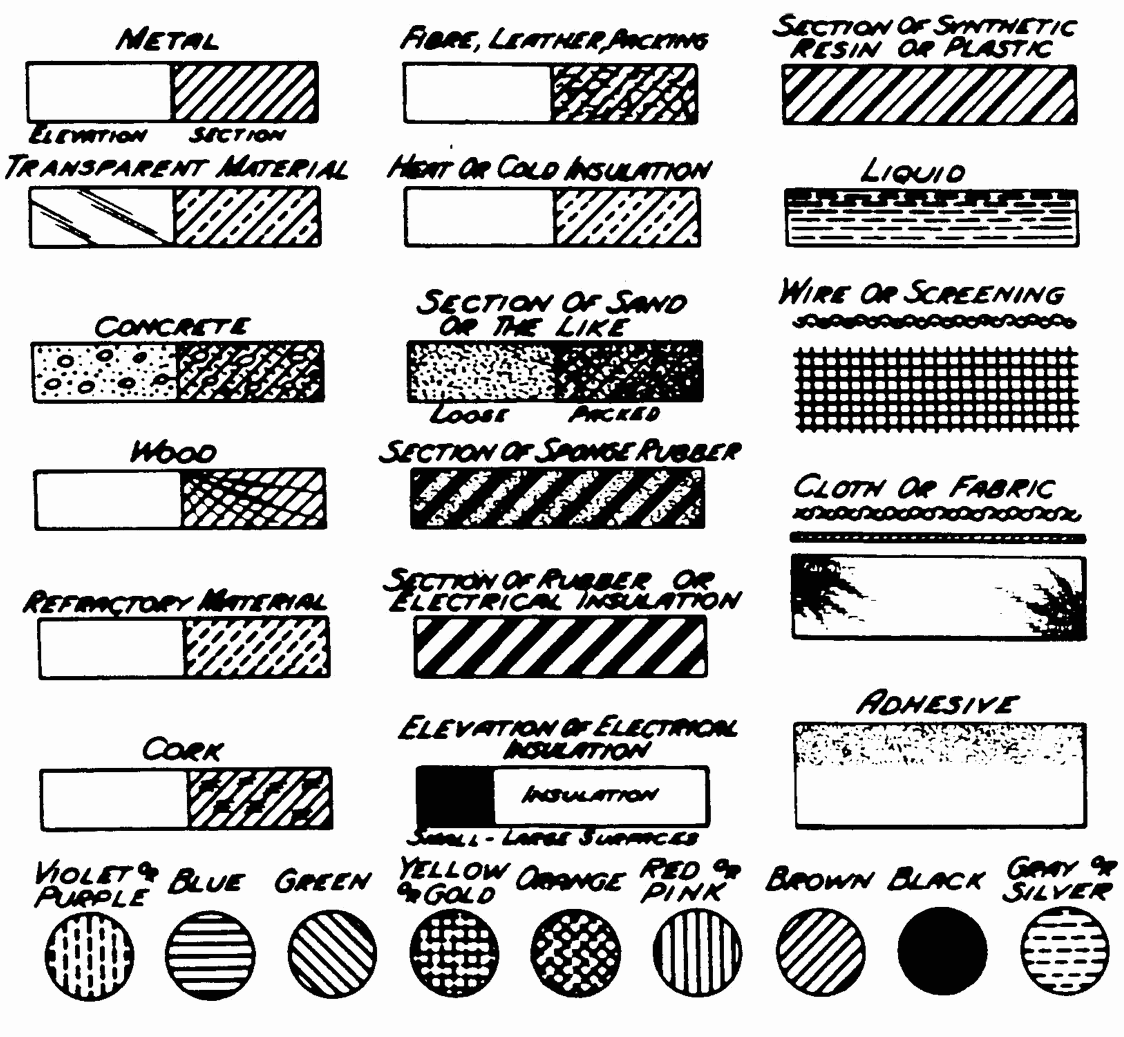 METAL
ELEVATION SECTION
TRANSPARENT MATERIAL
CONCRETE
WOOD
REFRACTORY MATERIAL
CORK
FIBRE, LEATHER, PACKING
HEAT OR COLD INSULATION
SECTION OF SAND
OR THE LIKE
LOOSE PACKED
SECTION OF SPONGE RUBBER
SECTION OF RUBBER OR
ELECTRICAL INSULATION
ELEVATION OF ELECTRICAL
INSULATION
INSULATION
SMALL - LARGE SURFACES
SECTION OF SYNTHETIC
RESIN OR PLASTIC
LIQUID
WIRE OR SCREENING
CLOTH OR FABRIC
ADHESIVE
VIOLET OR
PURPLE
BLUE
GREEN
YELLOW
OR GOLD
ORANGE
RED OR
PINK
BROWN
BLACK
GRAY OR
SILVER